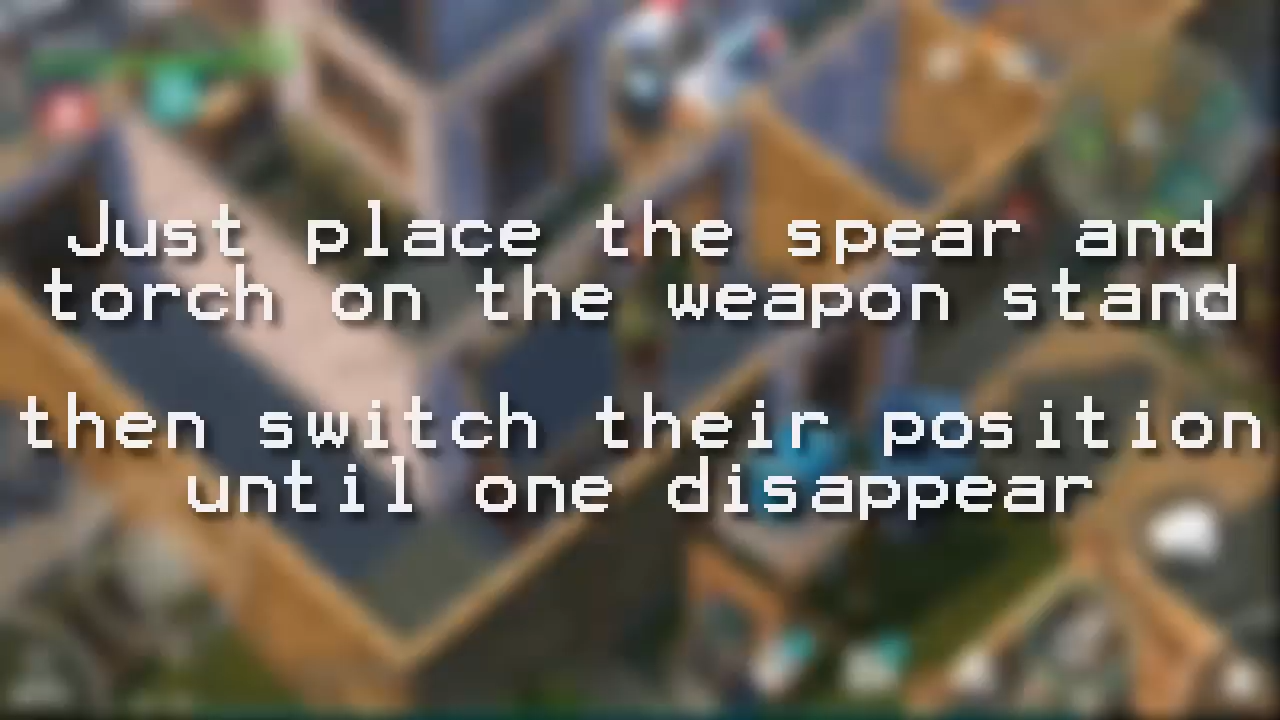 Just place the spear and
torch on the weapon stand
then switch their position
until one disappear